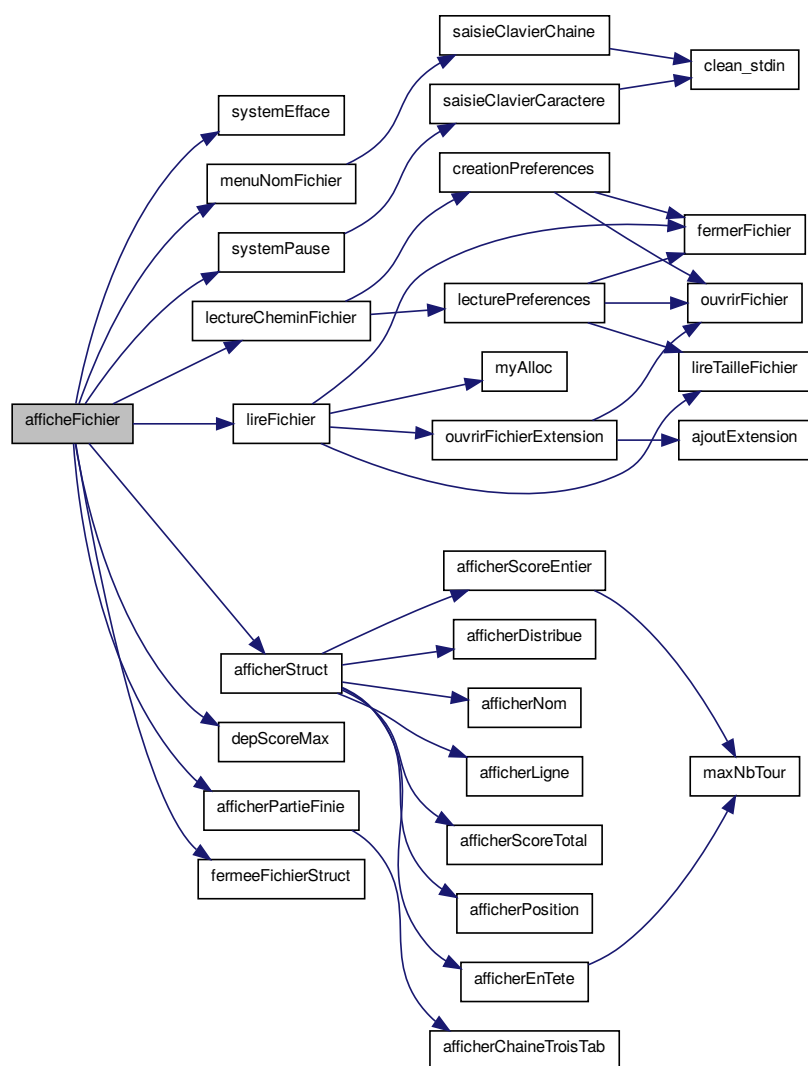 saisieClavierChaine
clean_stdin
saisieClavierCaractere
systemEfface
creationPreferences
menuNomFichier
fermerFichier
systemPause
lecturePreferences
ouvrirFichier
lectureCheminFichier
myAlloc
lireTailleFichier
afficheFichier
lireFichier
ouvrirFichierExtension
ajoutExtension
afficherScoreEntier
afficherDistribue
afficherStruct
afficherNom
depScoreMax
afficherLigne
maxNbTour
afficherPartieFinie
afficherScoreTotal
fermeeFichierStruct
afficherPosition
afficherEnTete
afficherChaineTroisTab